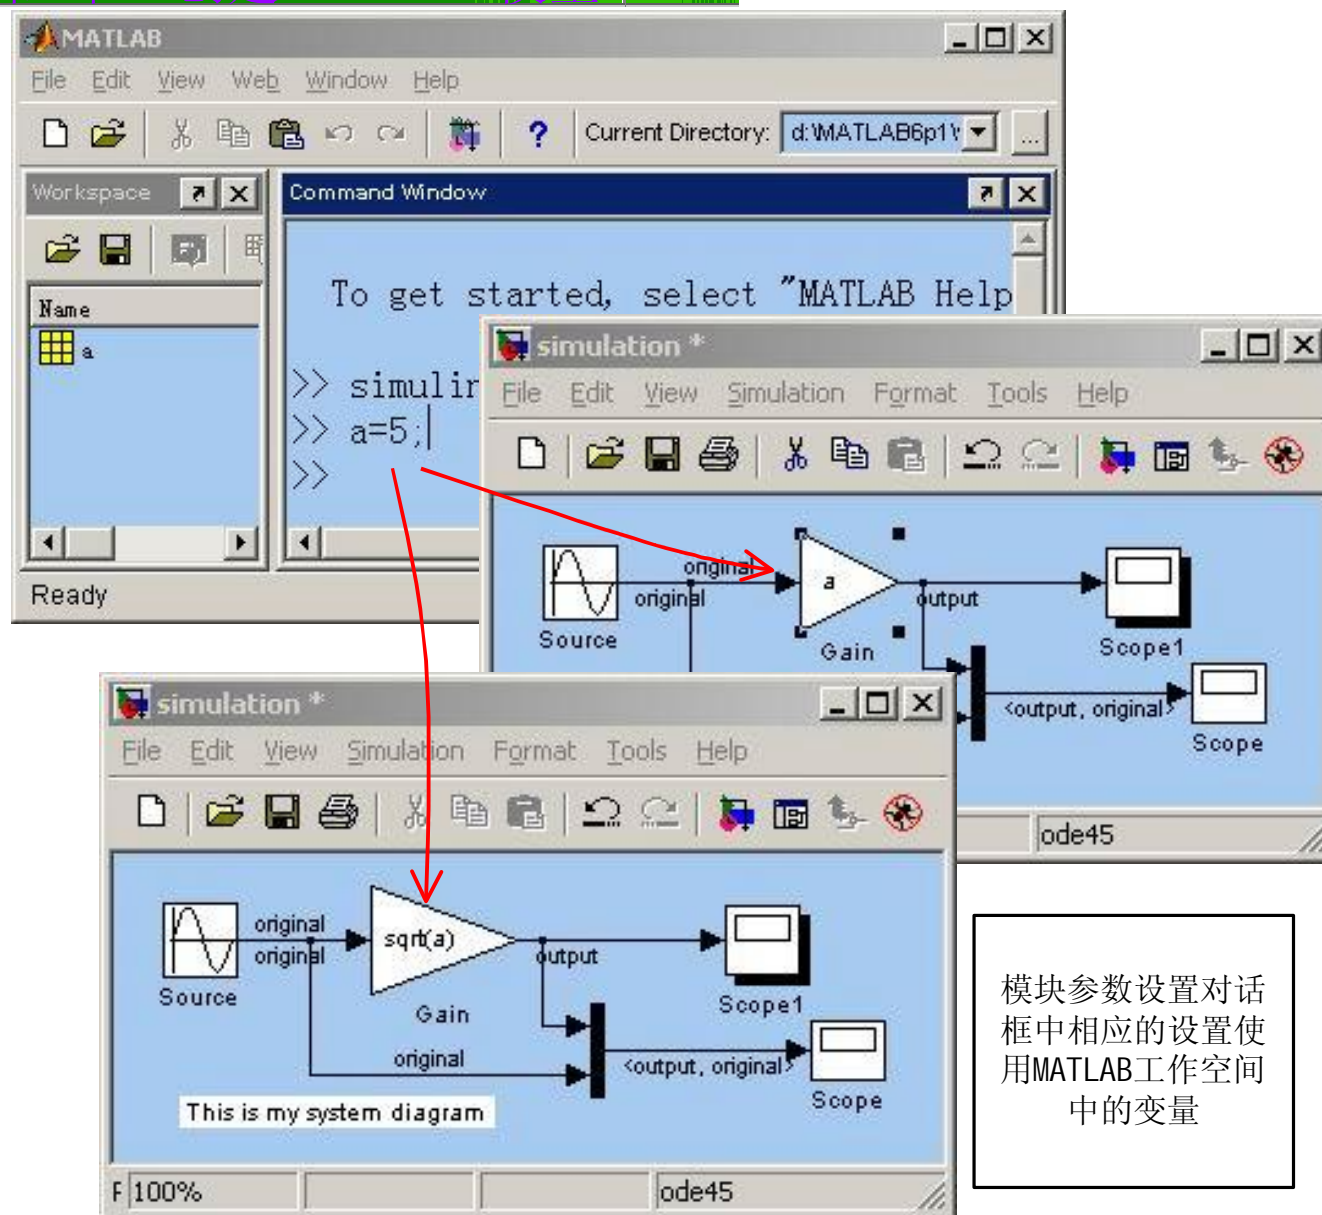 MATLAB
File Edit View Web Window Help
Current Directory: d:\MATLAB6p1\
...
Workspace
Command Window
Name
a
To get started, select "MATLAB Help
>> simulin
>> a=5;
>>
Ready
simulation *
File Edit View Simulation Format Tools Help
original
original
Source
a
Gain
output
Scope1
<output, original>
Scope
ode45
simulation *
File Edit View Simulation Format Tools Help
original
original
Source
sqrt(a)
Gain
output
Scope1
original
<output, original>
Scope
This is my system diagram
F 100%
ode45
模块参数设置对话
框中相应的设置使
用MATLAB工作空间
中的变量